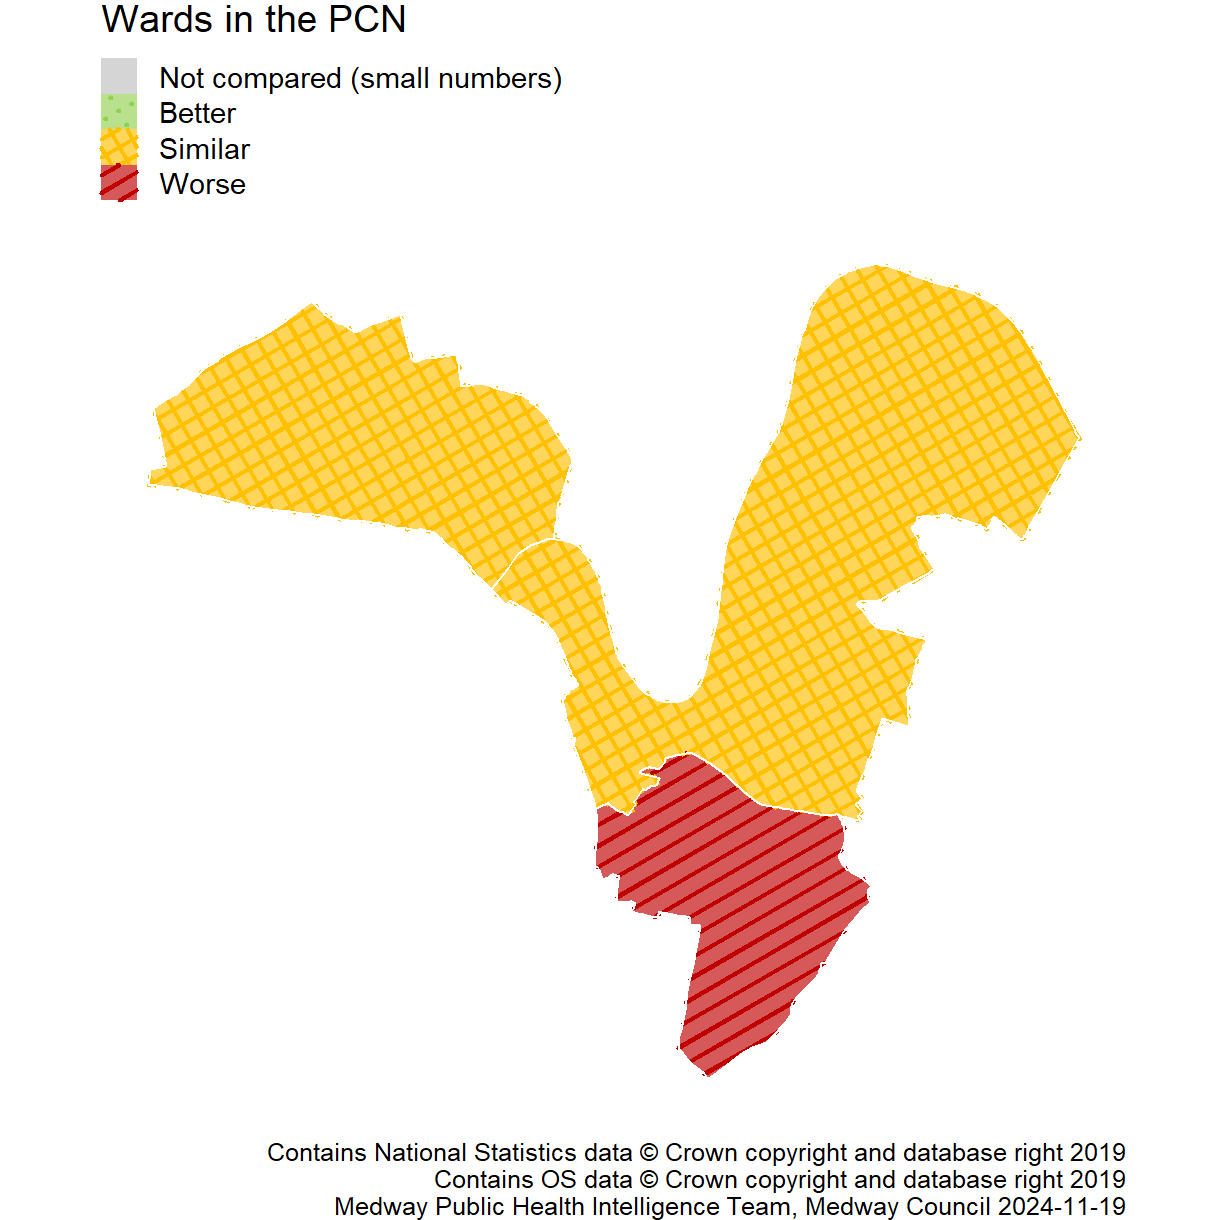 Wards in the PCN
Not compared (small numbers)
Better
Similar
Worse
Contains National Statistics data © Crown copyright and database right 2019
Contains OS data © Crown copyright and database right 2019
Medway Public Health Intelligence Team, Medway Council 2024-11-19